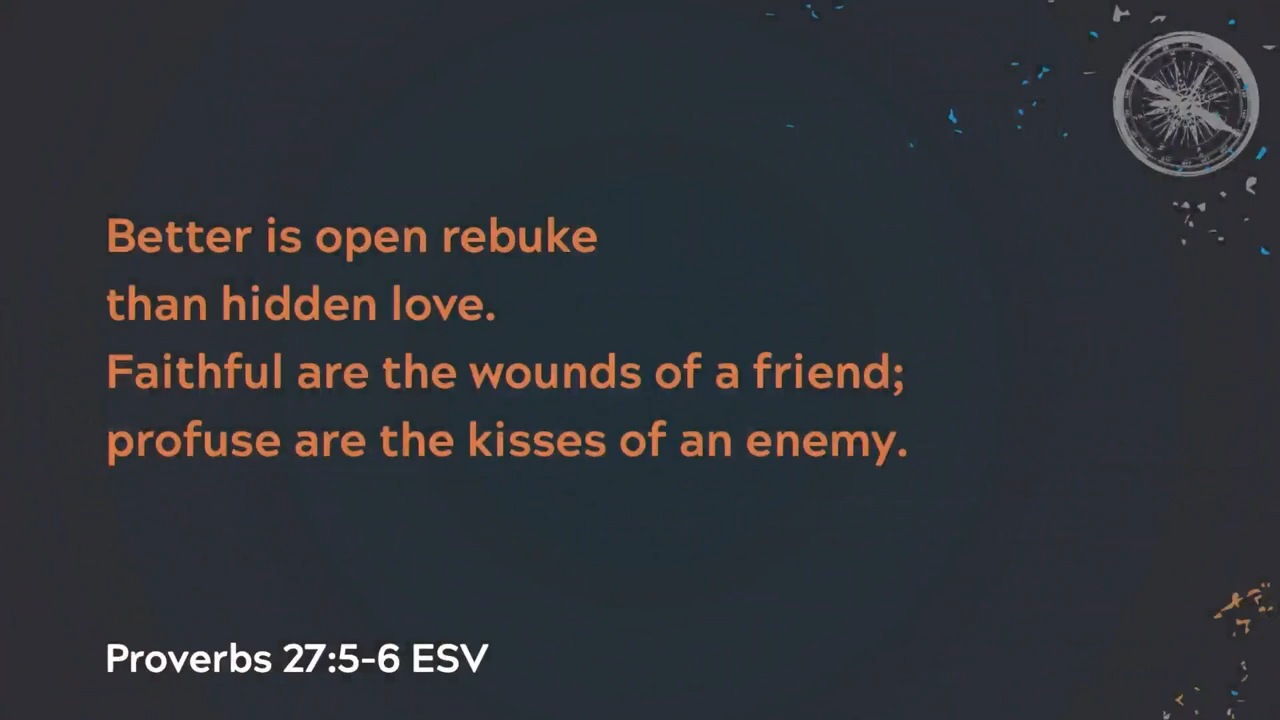 Better is open rebuke
than hidden love.
Faithful are the wounds of a friend;
profuse are the kisses of an enemy.
Proverbs 27:5-6 ESV